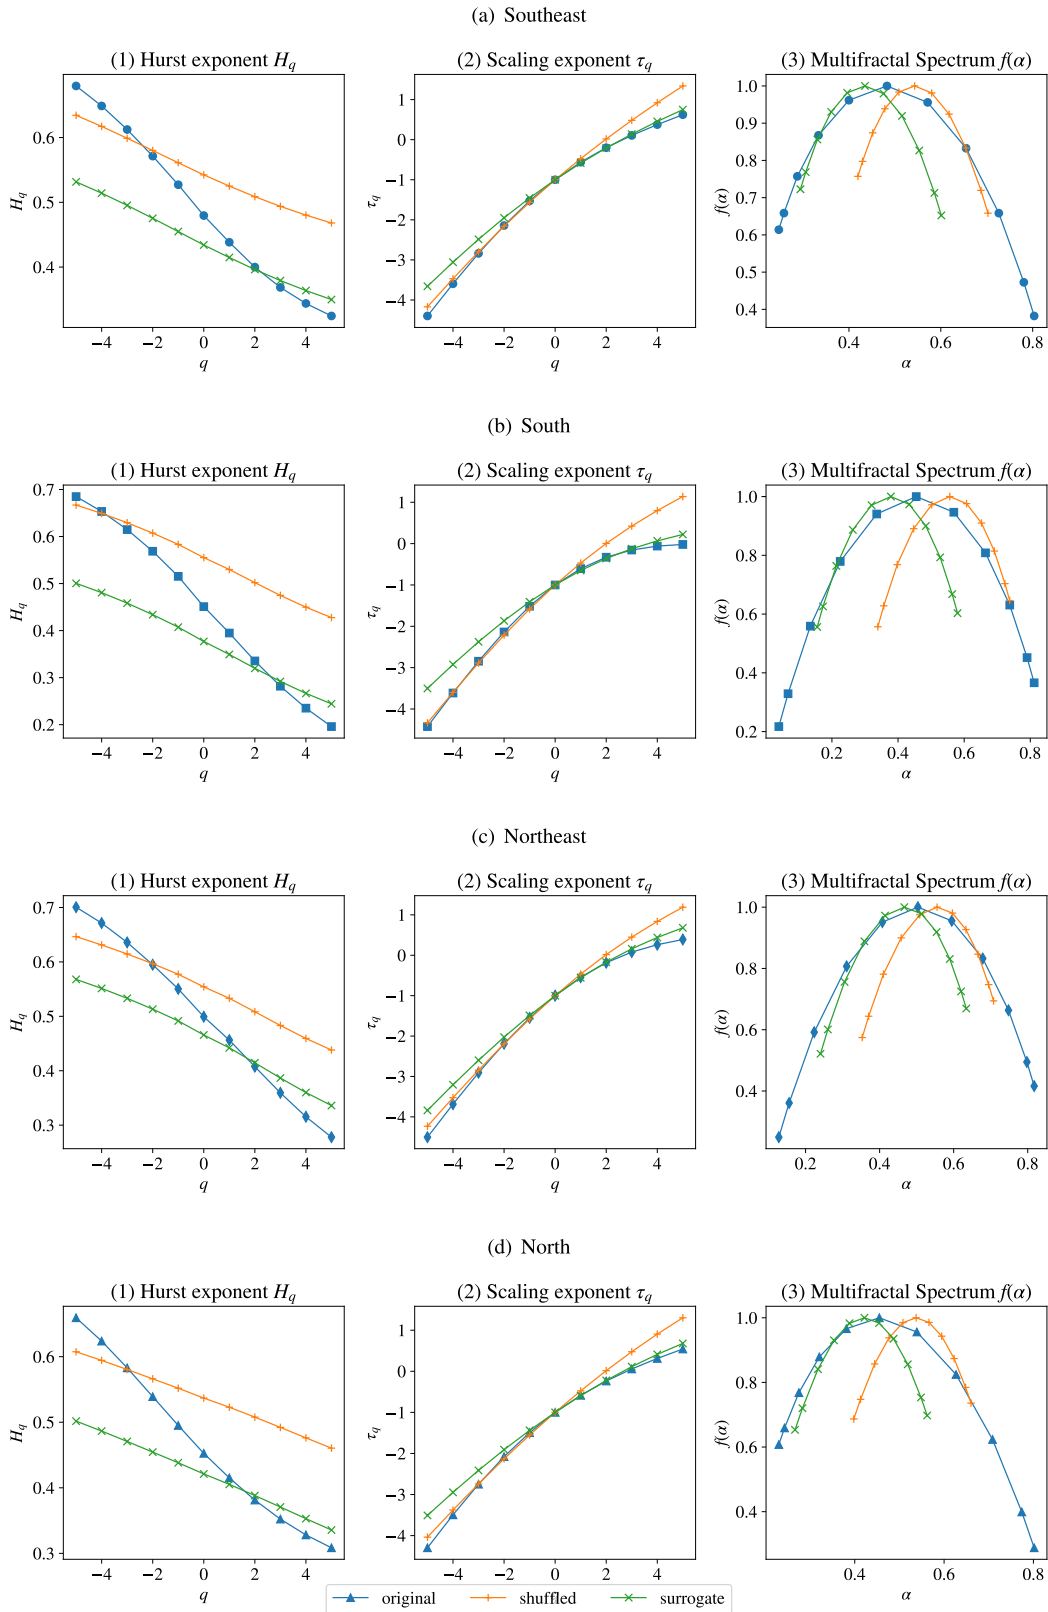 (a) Southeast
(1) Hurst exponent H_q
(2) Scaling exponent τ_q
(3) Multifractal Spectrum f(α)
H_q
0.6
0.5
0.4
−4 −2 0 2 4
q
τ_q
1
0
−1
−2
−3
−4
−4 −2 0 2 4
q
f(α)
1.0
0.9
0.8
0.7
0.6
0.5
0.4
0.4 0.6 0.8
α
(b) South
(1) Hurst exponent H_q
(2) Scaling exponent τ_q
(3) Multifractal Spectrum f(α)
H_q
0.7
0.6
0.5
0.4
0.3
0.2
−4 −2 0 2 4
q
τ_q
1
0
−1
−2
−3
−4
−4 −2 0 2 4
q
f(α)
1.0
0.8
0.6
0.4
0.2
0.2 0.4 0.6 0.8
α
(c) Northeast
(1) Hurst exponent H_q
(2) Scaling exponent τ_q
(3) Multifractal Spectrum f(α)
H_q
0.7
0.6
0.5
0.4
0.3
−4 −2 0 2 4
q
τ_q
1
0
−1
−2
−3
−4
−4 −2 0 2 4
q
f(α)
1.0
0.8
0.6
0.4
0.2 0.4 0.6 0.8
α
(d) North
(1) Hurst exponent H_q
(2) Scaling exponent τ_q
(3) Multifractal Spectrum f(α)
H_q
0.6
0.5
0.4
0.3
−4 −2 0 2 4
q
τ_q
1
0
−1
−2
−3
−4
−4 −2 0 2 4
q
f(α)
1.0
0.8
0.6
0.4
0.4 0.6 0.8
α
original shuffled surrogate